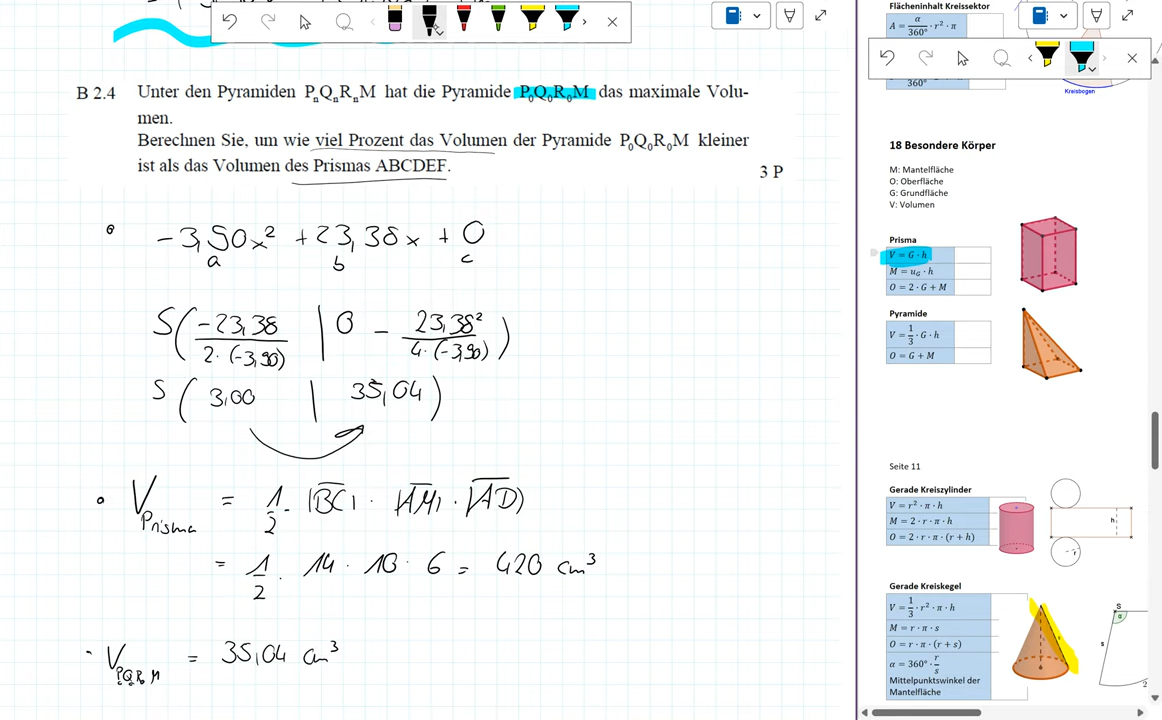 B 2.4 Unter den Pyramiden PₙQₙRₙM hat die Pyramide P₀Q₀R₀M das maximale Volu-
men.
Berechnen Sie, um wie viel Prozent das Volumen der Pyramide P₀Q₀R₀M kleiner
ist als das Volumen des Prismas ABCDEF.
3 P
-3,90x² + 23,38x + 0
a b c
S( -23,38 / 2·(-3,90) | 0 - 23,38² / 4·(-3,90) )
S ( 3,00 | 35,04 )
V Prisma = 1/2 · |BC| · |AM| · |AD|
= 1/2 · 14 · 10 · 6 = 420 cm³
V P₀Q₀R₀M = 35,04 cm³
Flächeninhalt Kreissektor
A = α/360° · r² · π
360°
Kreisbogen
18 Besondere Körper
M: Mantelfläche
O: Oberfläche
G: Grundfläche
V: Volumen
Prisma
V = G · h
M = u_G · h
O = 2 · G + M
Pyramide
V = 1/3 · G · h
O = G + M
Seite 11
Gerade Kreiszylinder
V = r² · π · h
M = 2 · r · π · h
O = 2 · r · π · (r + h)
h
r
Gerade Kreiskegel
V = 1/3 · r² · π · h
M = r · π · s
O = r · π · (r + s)
α = 360° · r/s
Mittelpunktswinkel der
Mantelfläche
S
α
s
2